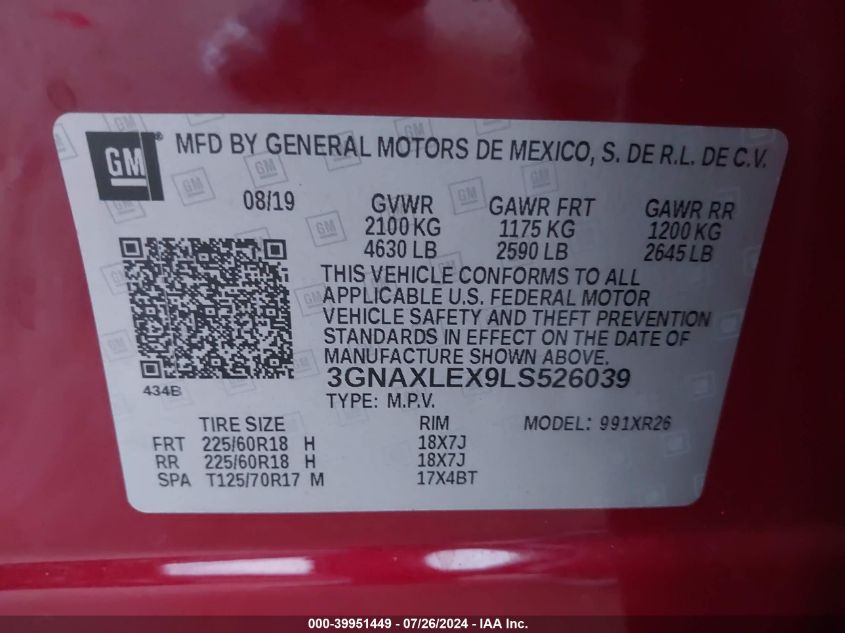 GM
MFD BY GENERAL MOTORS DE MEXICO, S. DE R.L. DE C.V.
08/19 GVWR GAWR FRT GAWR RR
2100 KG 1175 KG 1200 KG
4630 LB 2590 LB 2645 LB
THIS VEHICLE CONFORMS TO ALL
APPLICABLE U.S. FEDERAL MOTOR
VEHICLE SAFETY AND THEFT PREVENTION
STANDARDS IN EFFECT ON THE DATE OF
MANUFACTURE SHOWN ABOVE.
434B
3GNAXLEX9LS526039
TYPE: M.P.V.
TIRE SIZE RIM MODEL: 991XR26
FRT 225/60R18 H 18X7J
RR 225/60R18 H 18X7J
SPA T125/70R17 M 17X4BT
000-39951449 - 07/26/2024 - IAA Inc.